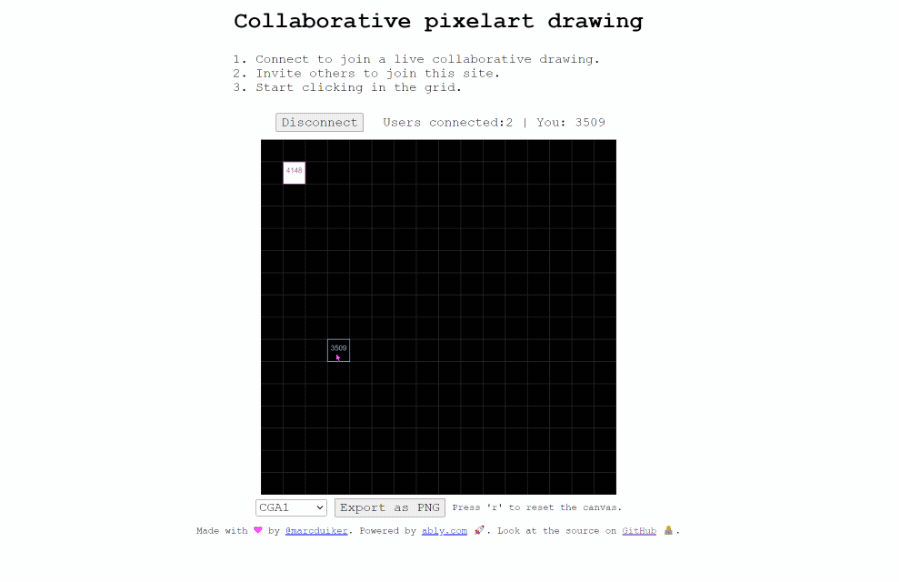 Collaborative pixelart drawing
1. Connect to join a live collaborative drawing.
2. Invite others to join this site.
3. Start clicking in the grid.
Disconnect Users connected:2 | You: 3509
4148
3509
CGA1 Export as PNG Press 'r' to reset the canvas.
Made with 💜 by @marcduiker. Powered by ably.com 🚀. Look at the source on GitHub 👩‍💻.